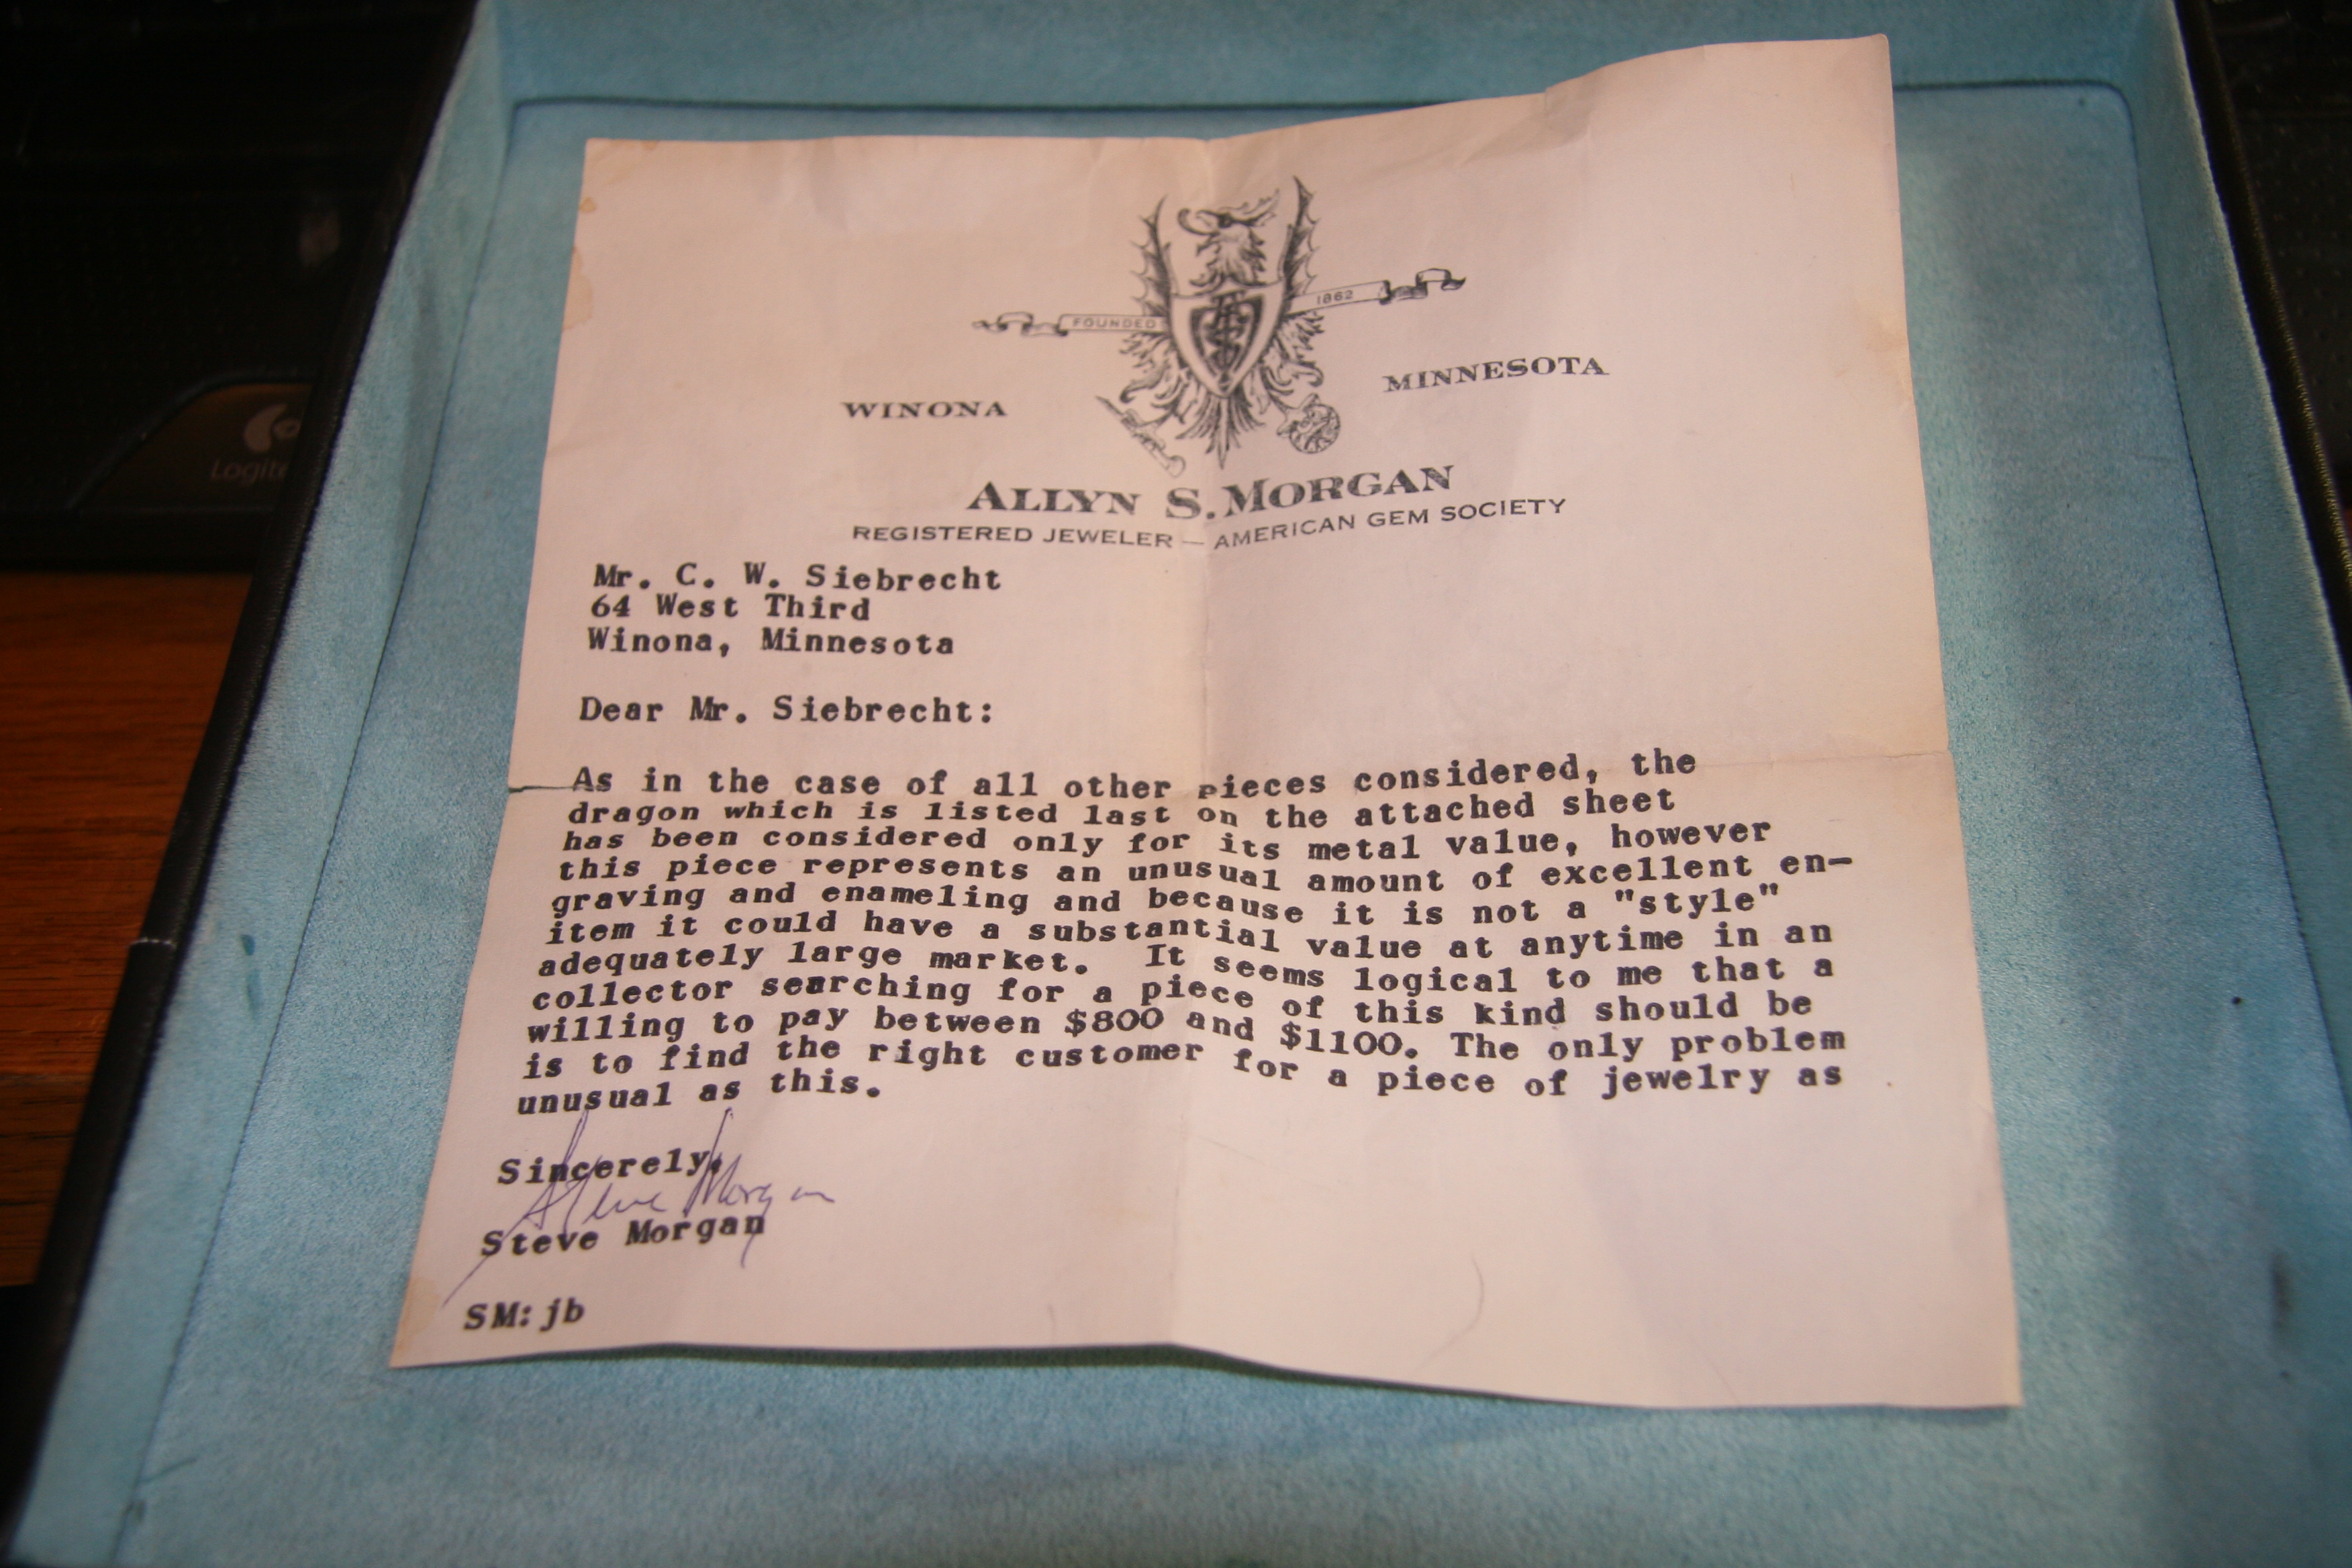 FOUNDED 1862
WINONA MINNESOTA
ALLYN S. MORGAN
REGISTERED JEWELER — AMERICAN GEM SOCIETY
Mr. C. W. Siebrecht
64 West Third
Winona, Minnesota
Dear Mr. Siebrecht:
As in the case of all other pieces considered, the
dragon which is listed last on the attached sheet
has been considered only for its metal value, however
this piece represents an unusual amount of excellent en-
graving and enameling and because it is not a "style"
item it could have a substantial value at anytime in an
adequately large market. It seems logical to me that a
collector searching for a piece of this kind should be
willing to pay between $800 and $1100. The only problem
is to find the right customer for a piece of jewelry as
unusual as this.
Sincerely,
Steve Morgan
Steve Morgan
SM:jb
Logite